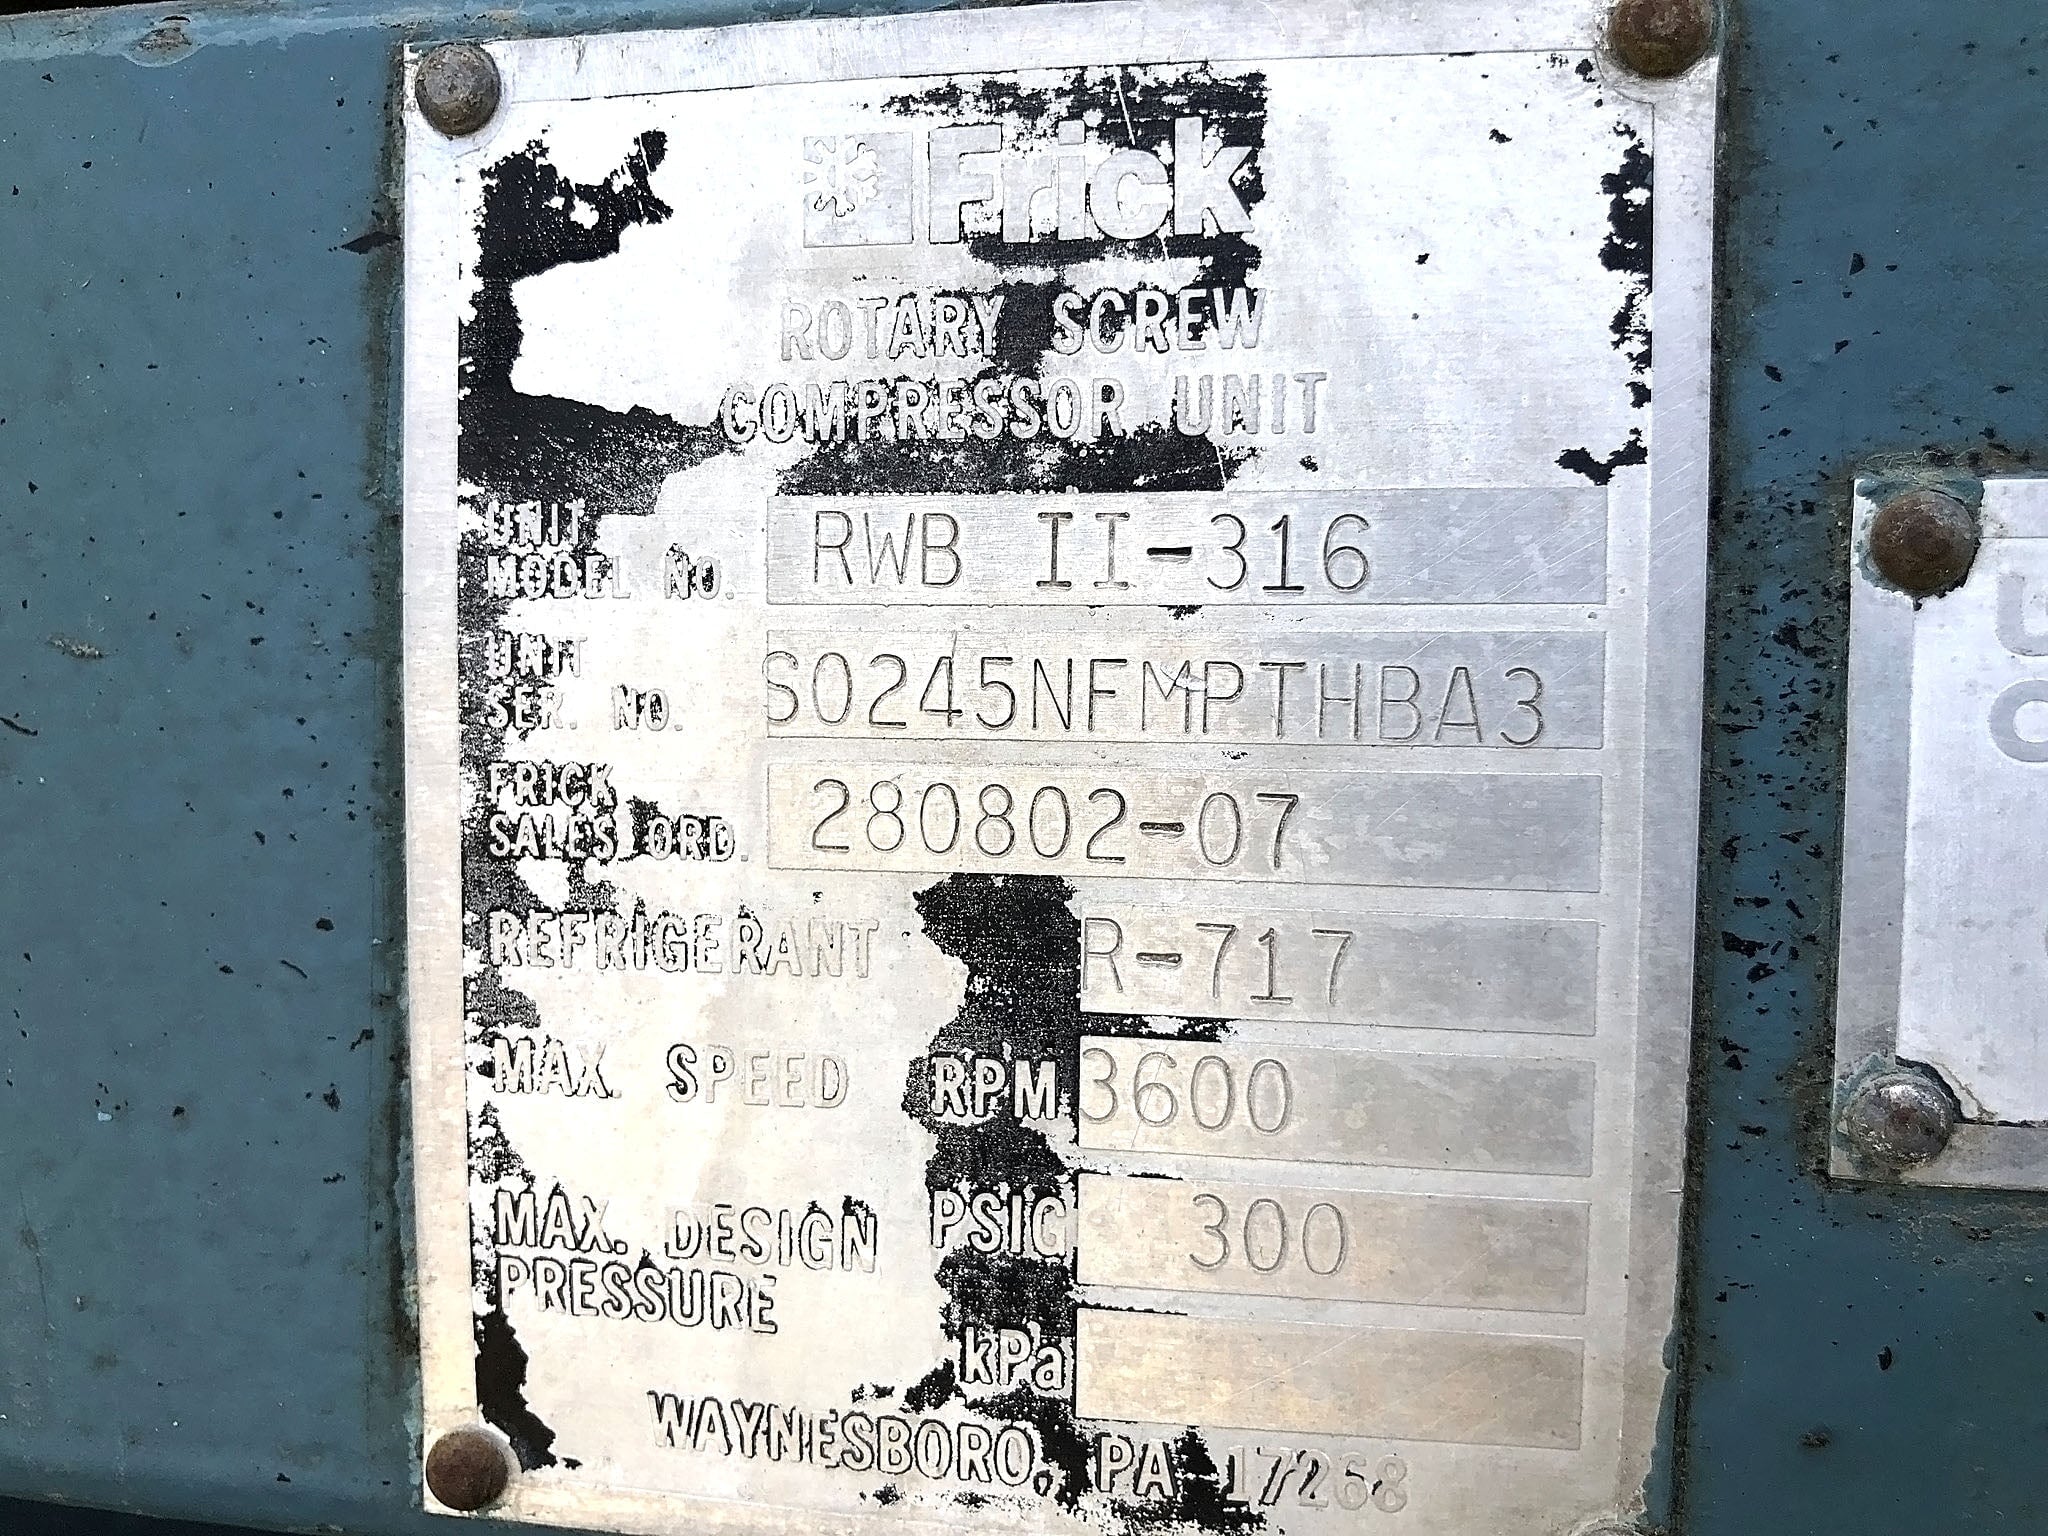 Frick
ROTARY SCREW
COMPRESSOR UNIT
UNIT
MODEL NO. RWB II-316
UNIT
SER. NO. S0245NFMPTHBA3
FRICK
SALES ORD. 280802-07
REFRIGERANT R-717
MAX. SPEED RPM 3600
MAX. DESIGN PSIG 300
PRESSURE
kPa
WAYNESBORO, PA 17268